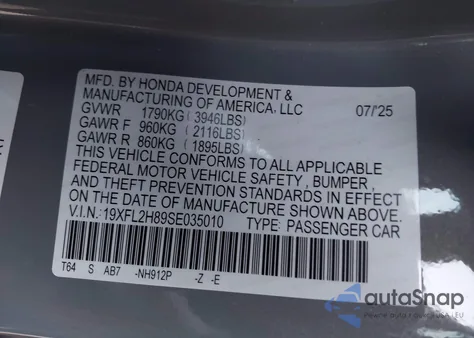 MFD. BY HONDA DEVELOPMENT &
MANUFACTURING OF AMERICA, LLC 07/'25
GVWR 1790KG (3946LBS)
GAWR F 960KG (2116LBS)
GAWR R 860KG (1895LBS)
THIS VEHICLE CONFORMS TO ALL APPLICABLE
FEDERAL MOTOR VEHICLE SAFETY, BUMPER,
AND THEFT PREVENTION STANDARDS IN EFFECT
ON DATE OF MANUFACTURE SHOWN ABOVE
V.I.N.: 19XFL2H89SE035010 TYPE: PASSENGER CAR
T64 S AB7 -NH912P -Z -E
autoSnap